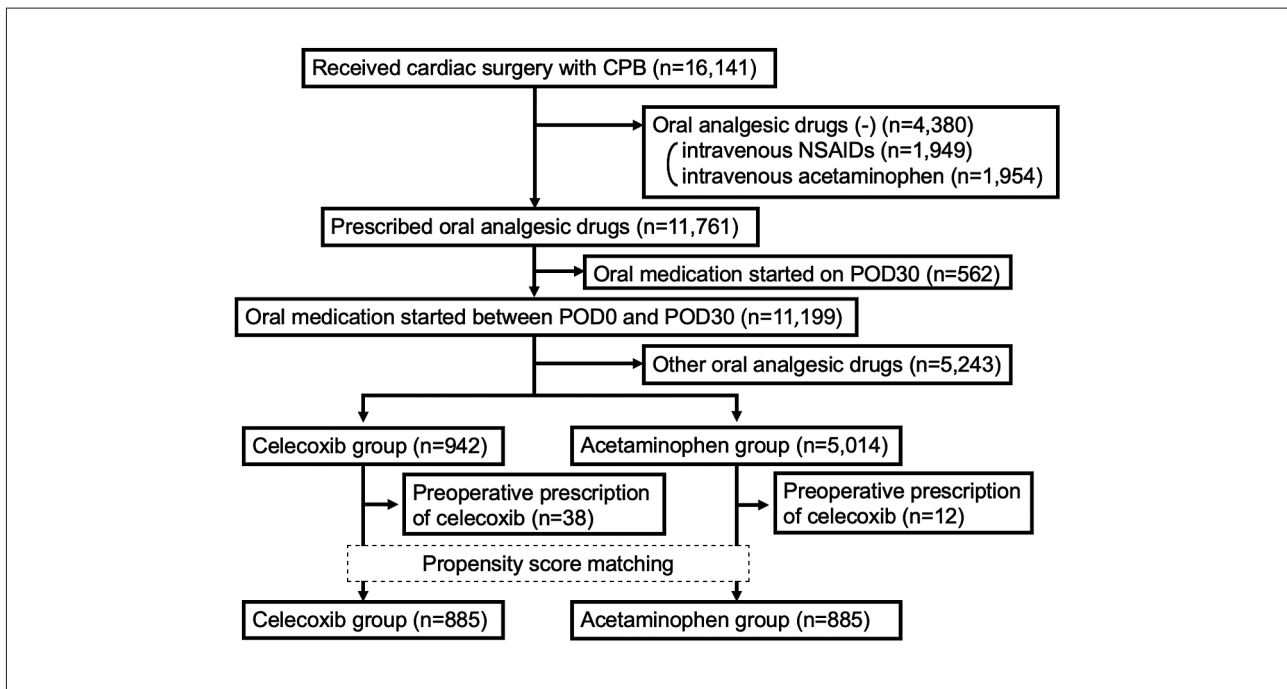 Received cardiac surgery with CPB (n=16,141)
Oral analgesic drugs (-) (n=4,380)
intravenous NSAIDs (n=1,949)
intravenous acetaminophen (n=1,954)
Prescribed oral analgesic drugs (n=11,761)
Oral medication started on POD30 (n=562)
Oral medication started between POD0 and POD30 (n=11,199)
Other oral analgesic drugs (n=5,243)
Celecoxib group (n=942)
Acetaminophen group (n=5,014)
Preoperative prescription
of celecoxib (n=38)
Preoperative prescription
of celecoxib (n=12)
Propensity score matching
Celecoxib group (n=885)
Acetaminophen group (n=885)